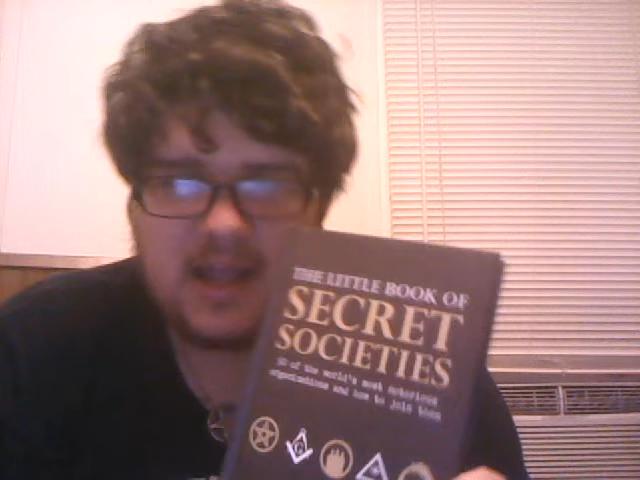 THE LITTLE BOOK OF
SECRET
SOCIETIES
50 of the world's most notorious
organizations and how to join them
G